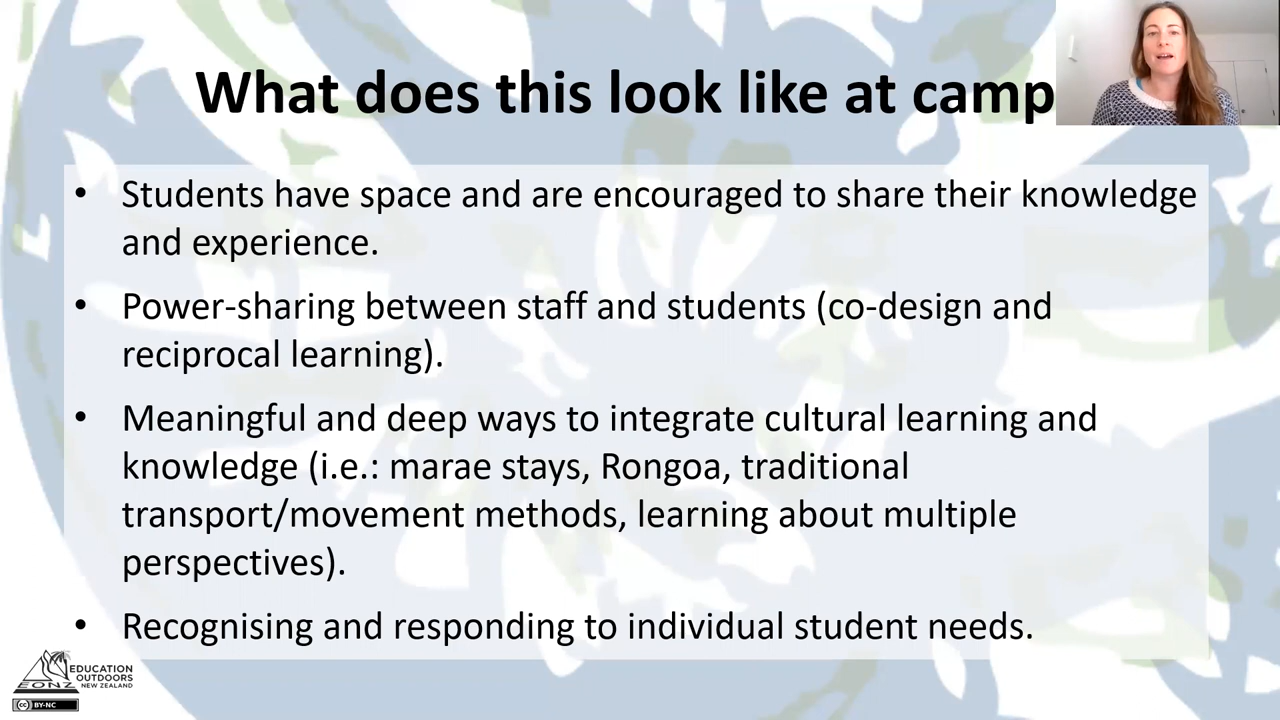 What does this look like at camp
• Students have space and are encouraged to share their knowledge
and experience.
• Power-sharing between staff and students (co-design and
reciprocal learning).
• Meaningful and deep ways to integrate cultural learning and
knowledge (i.e.: marae stays, Rongoa, traditional
transport/movement methods, learning about multiple
perspectives).
• Recognising and responding to individual student needs.
EONZ
EDUCATION
OUTDOORS
NEW ZEALAND
cc BY-NC